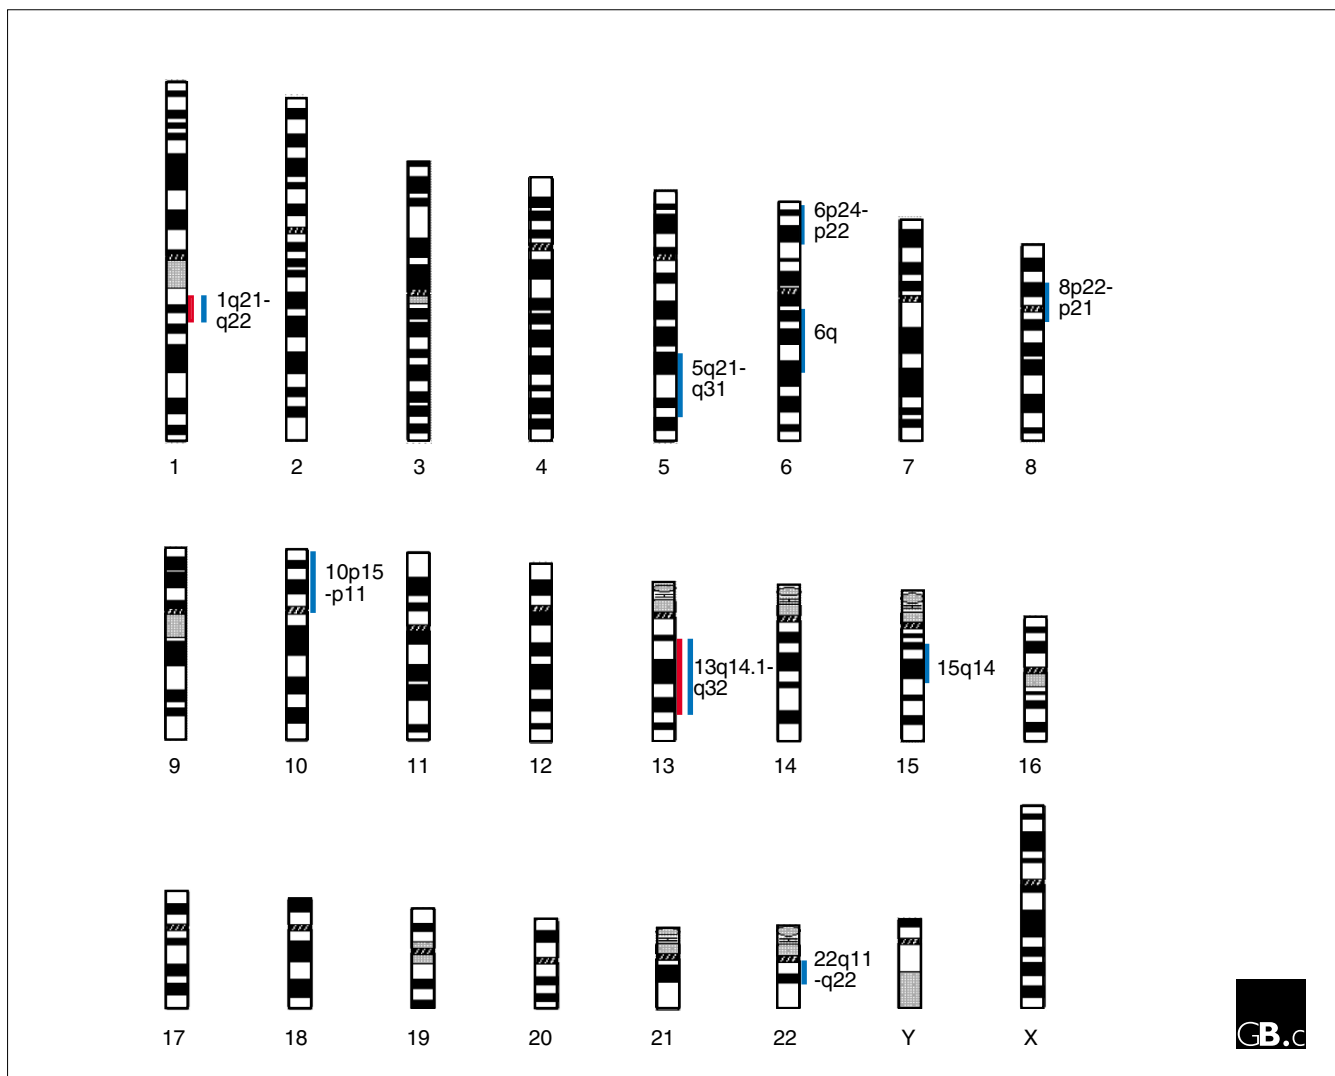 1q21-
q22
5q21-
q31
6p24-
p22
6q
8p22-
p21
1 2 3 4 5 6 7 8
10p15
-p11
13q14.1-
q32
15q14
9 10 11 12 13 14 15 16
22q11
-q22
17 18 19 20 21 22 Y X
GB.c